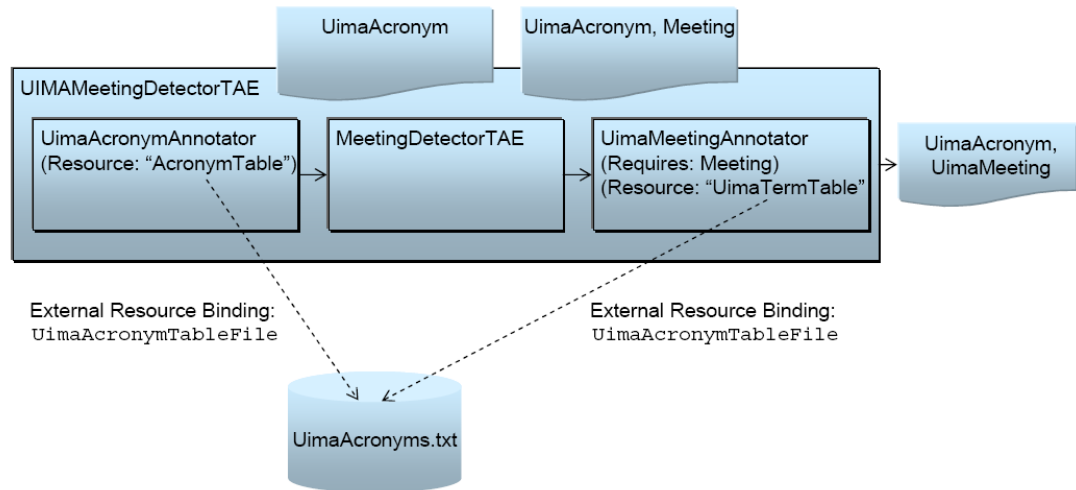 UimaAcronym
UimaAcronym, Meeting
UIMAMeetingDetectorTAE
UimaAcronymAnnotator
(Resource: “AcronymTable”)
MeetingDetectorTAE
UimaMeetingAnnotator
(Requires: Meeting)
(Resource: “UimaTermTable”
UimaAcronym,
UimaMeeting
External Resource Binding:
UimaAcronymTableFile
External Resource Binding:
UimaAcronymTableFile
UimaAcronyms.txt